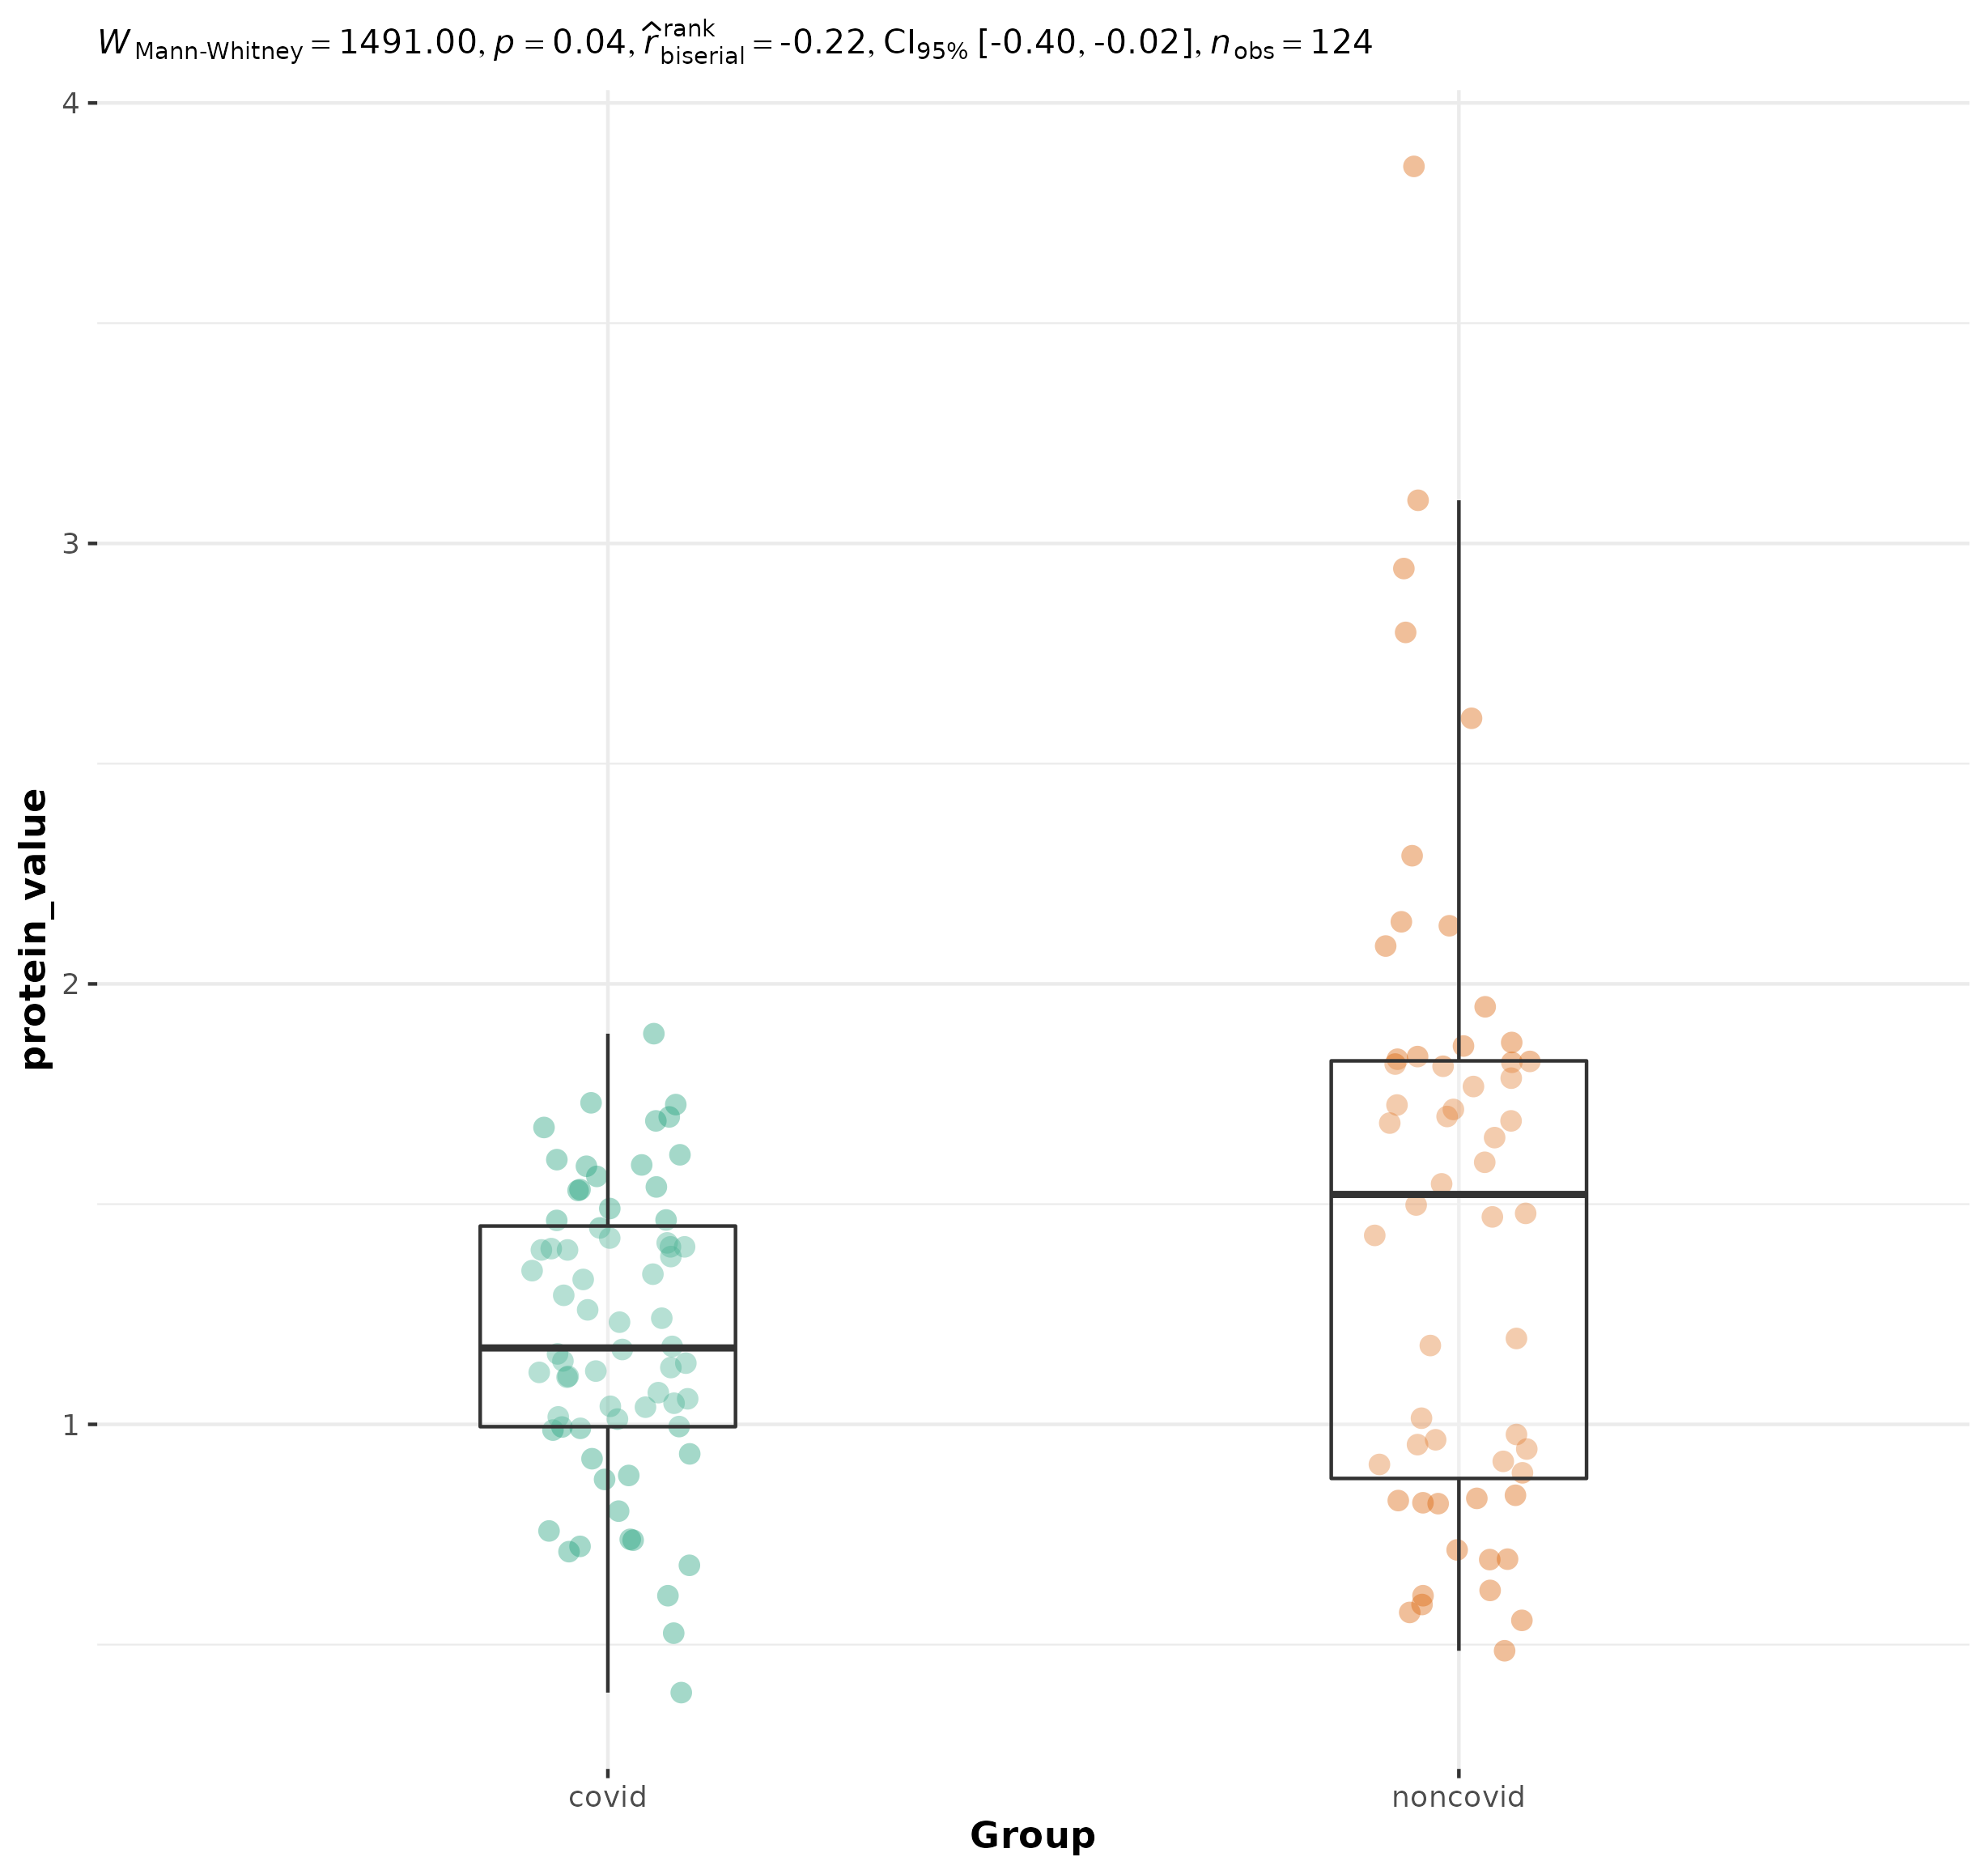 W Mann-Whitney = 1491.00, p = 0.04, r̂ rank biserial = -0.22, CI95% [-0.40, -0.02], nobs = 124
4
3
2
1
protein_value
covid noncovid
Group